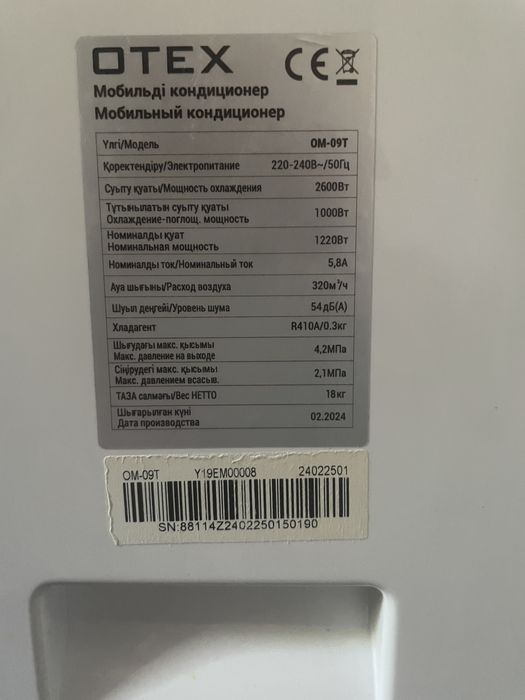 OTEX CE
Мобильді кондиционер
Мобильный кондиционер
Үлгі/Модель ОМ-09Т
Қоректендіру/Электропитание 220-240В~/50Гц
Суыту қуаты/Мощность охлаждения 2600Вт
Тұтынылатын суыту қуаты
Охлаждение-поглощ. мощность 1000Вт
Номиналды қуат
Номинальная мощность 1220Вт
Номиналды ток/Номинальный ток 5,8А
Ауа шығыны/Расход воздуха 320м³/ч
Шуыл деңгейі/Уровень шума 54дБ(А)
Хладагент R410A/0.3кг
Шығудағы макс. қысымы
Макс. давление на выходе 4,2МПа
Сіңірудегі макс. қысымы
Макс. давлением всасыв. 2,1МПа
ТАЗА салмағы/Вес НЕТТО 18кг
Шығарылған күні
Дата производства 02.2024
OM-09T Y19EM00008 24022501
SN:88114Z2402250150190